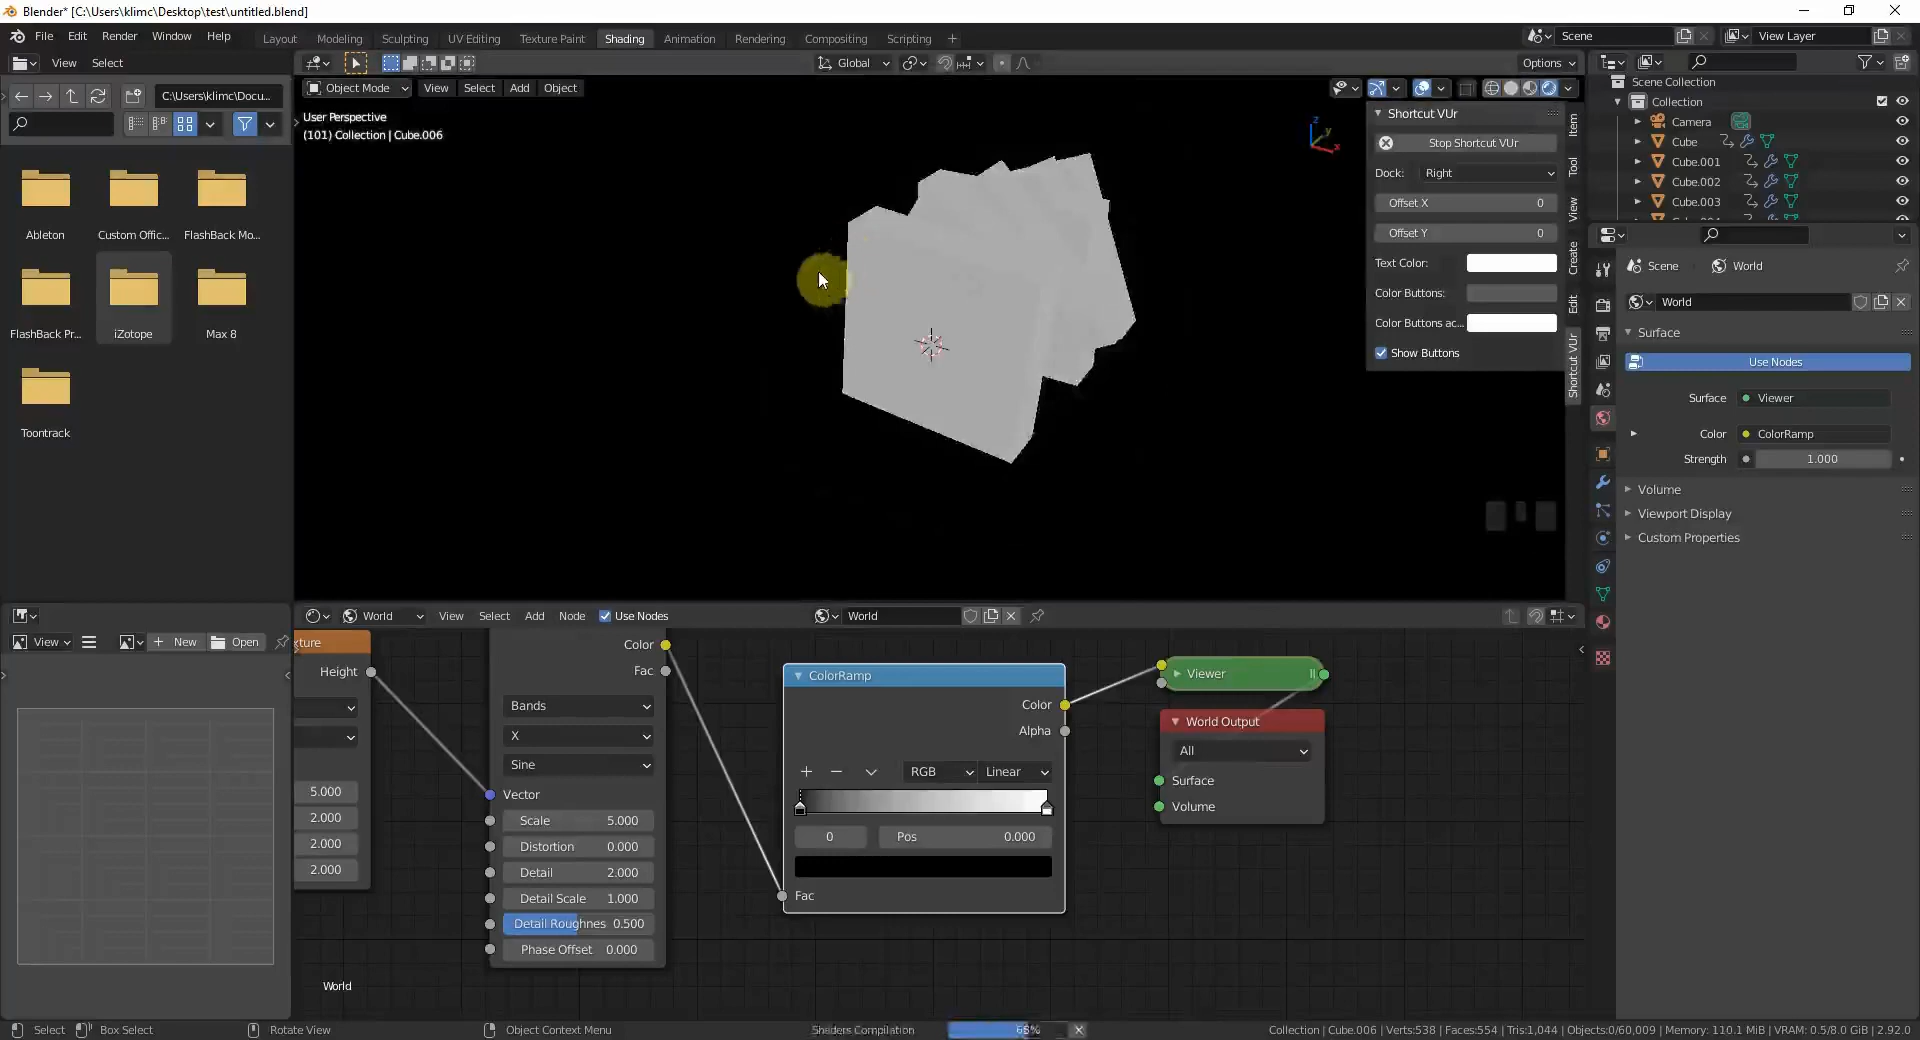 Blender* [C:\Users\klimc\Desktop\test\untitled.blend]
File Edit Render Window Help
Layout Modeling Sculpting UV Editing Texture Paint Shading Animation Rendering Compositing Scripting
Scene
View Layer
View Select
Global
Options
C:\Users\klimc\Docu...
Object Mode View Select Add Object
User Perspective
(101) Collection | Cube.006
Ableton
Custom Offic...
FlashBack Mo...
FlashBack Pr...
iZotope
Max 8
Toontrack
Z
Y
X
Shortcut VUr
Stop Shortcut VUr
Dock: Right
Offset X 0
Offset Y 0
Text Color:
Color Buttons:
Color Buttons ac...
Show Buttons
Item
Tool
View
Create
Edit
Shortcut VUr
Scene Collection
Collection
Camera
Cube
Cube.001
Cube.002
Cube.003
Scene World
World
Surface
Use Nodes
Surface Viewer
Color ColorRamp
Strength 1.000
Volume
Viewport Display
Custom Properties
View New Open
World View Select Add Node Use Nodes
World
xture
Height
5.000
2.000
2.000
2.000
Color
Fac
Bands
X
Sine
Vector
Scale 5.000
Distortion 0.000
Detail 2.000
Detail Scale 1.000
Detail Roughnes 0.500
Phase Offset 0.000
ColorRamp
Color
Alpha
RGB Linear
0 Pos 0.000
Fac
Viewer
World Output
All
Surface
Volume
World
Select Box Select Rotate View Object Context Menu
Shaders Compilation
Collection | Cube.006 | Verts:538 | Faces:554 | Tris:1,044 | Objects:0/60,009 | Memory: 110.1 MiB | VRAM: 0.5/8.0 GiB | 2.92.0